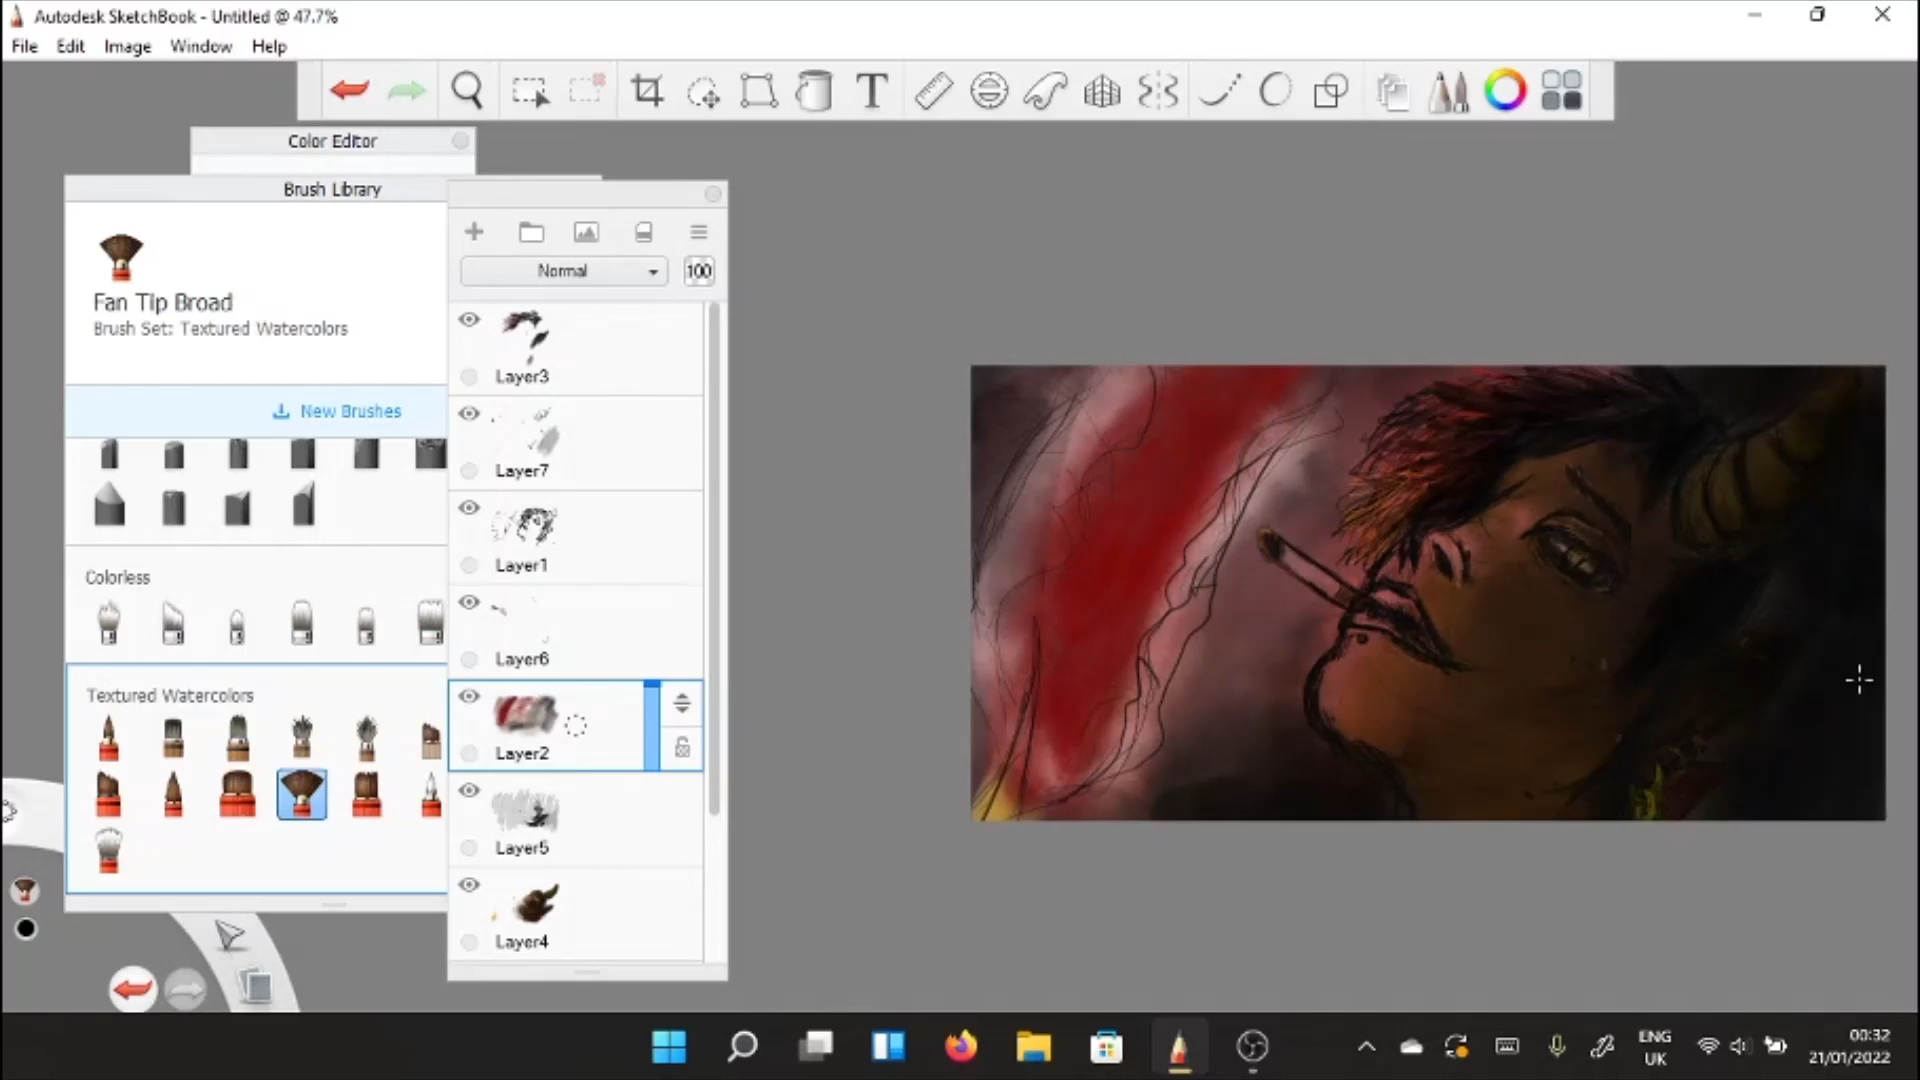 Autodesk SketchBook - Untitled @ 47.7%
File Edit Image Window Help
T
Color Editor
Brush Library
Fan Tip Broad
Brush Set: Textured Watercolors
New Brushes
Colorless
Textured Watercolors
Normal 100
Layer3
Layer7
Layer1
Layer6
Layer2
Layer5
Layer4
ENG
UK
00:32
21/01/2022